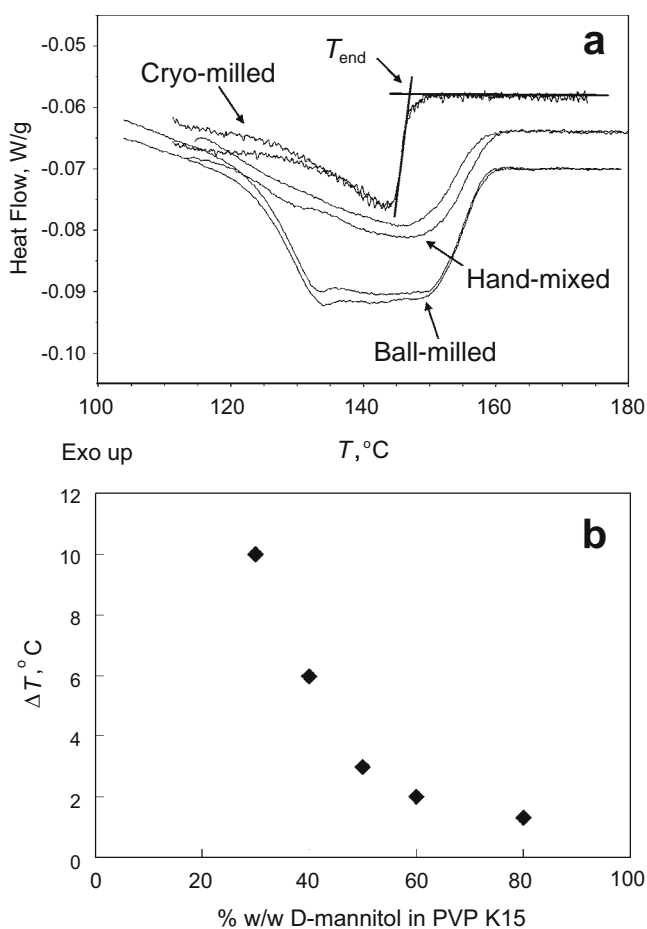 a
-0.05
-0.06
-0.07
-0.08
-0.09
-0.10
Heat Flow, W/g
Cryo-milled
Tend
Hand-mixed
Ball-milled
100
120
140
160
180
Exo up
T, °C
b
12
10
8
6
4
2
0
ΔT, °C
0
20
40
60
80
100
% w/w D-mannitol in PVP K15